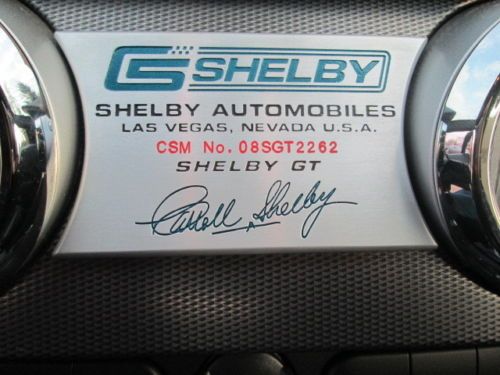 CS SHELBY
SHELBY AUTOMOBILES
LAS VEGAS, NEVADA U.S.A.
CSM No. 08SGT2262
SHELBY GT
Carroll Shelby